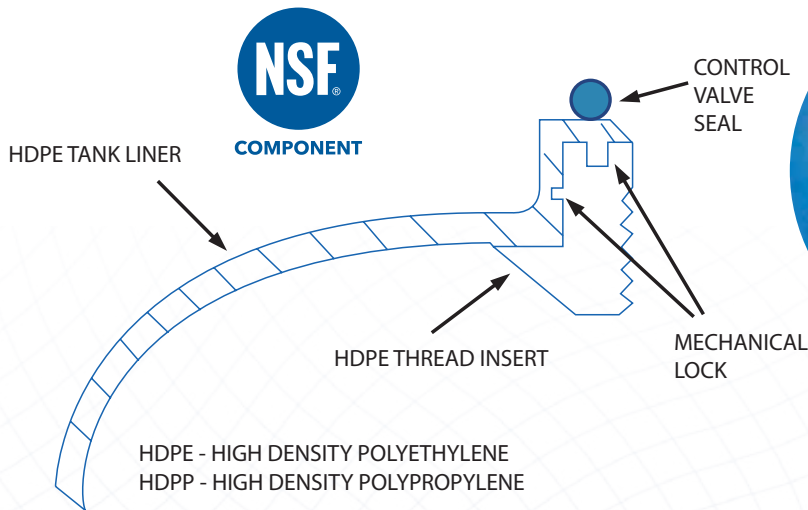 NSF®
COMPONENT
CONTROL
VALVE
SEAL
HDPE TANK LINER
HDPE THREAD INSERT
MECHANICAL
LOCK
HDPE - HIGH DENSITY POLYETHYLENE
HDPP - HIGH DENSITY POLYPROPYLENE